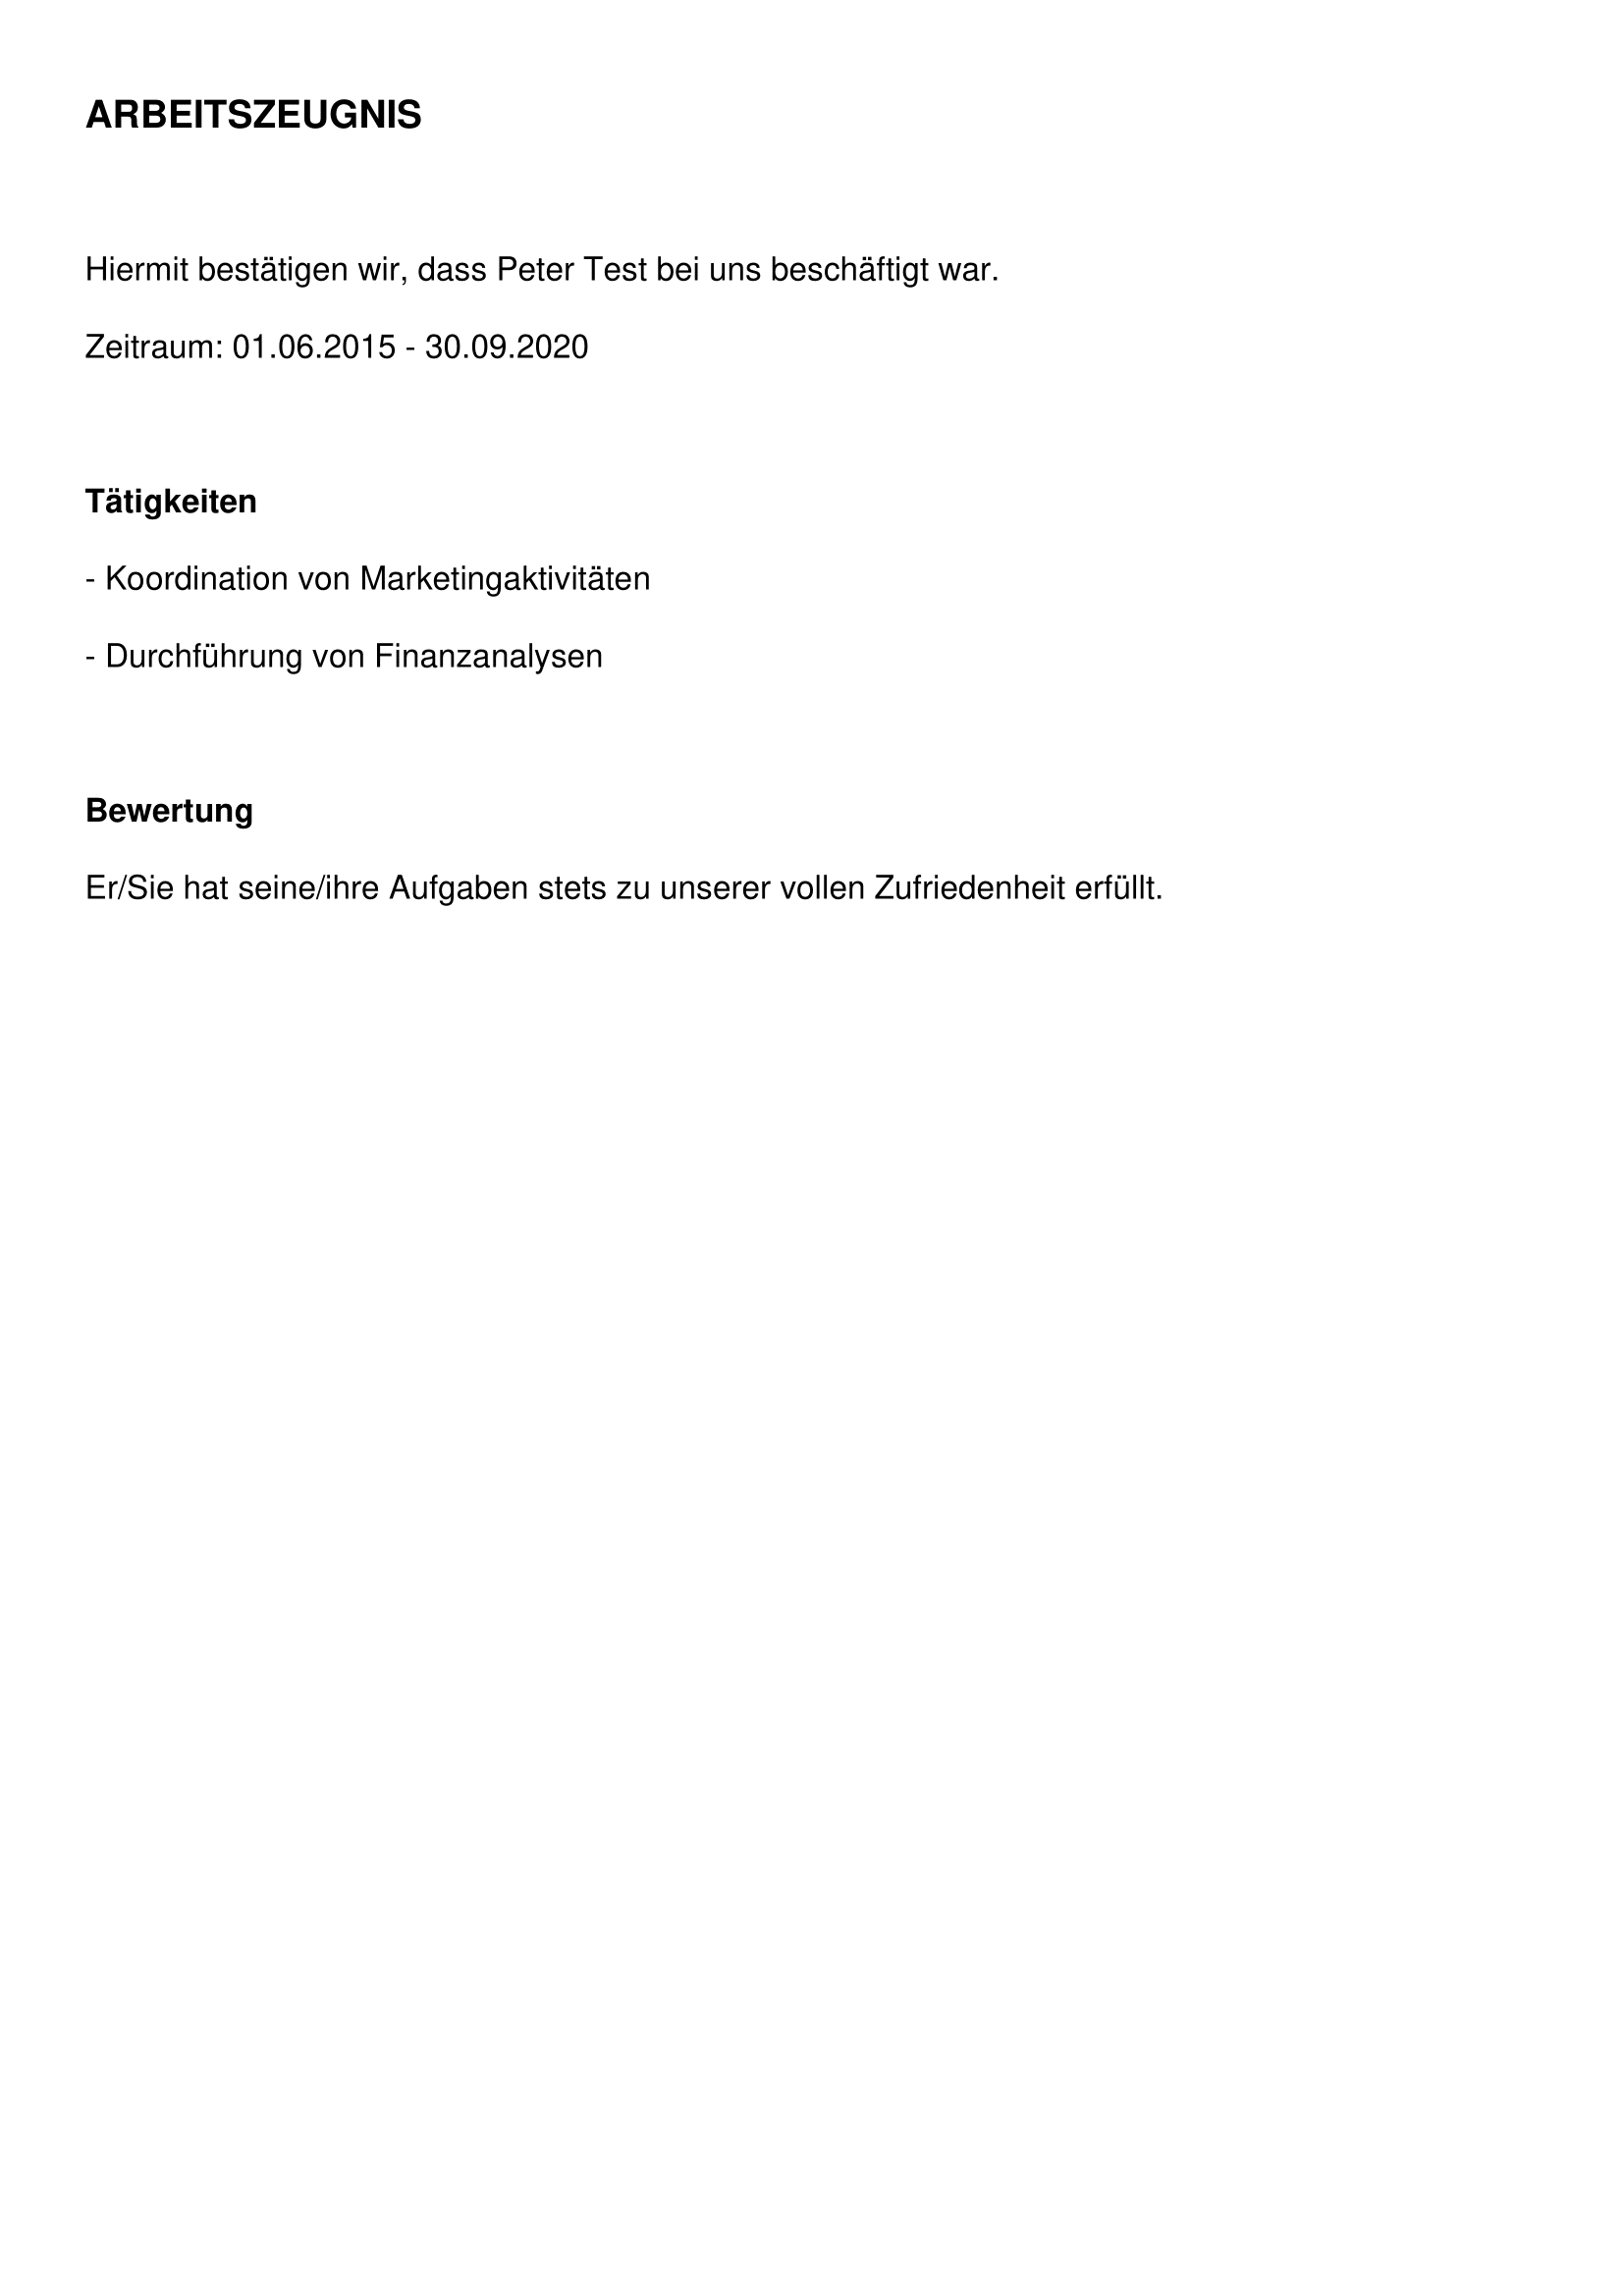 ARBEITSZEUGNIS
Hiermit bestätigen wir, dass Peter Test bei uns beschäftigt war.
Zeitraum: 01.06.2015 - 30.09.2020
Tätigkeiten
- Koordination von Marketingaktivitäten
- Durchführung von Finanzanalysen
Bewertung
Er/Sie hat seine/ihre Aufgaben stets zu unserer vollen Zufriedenheit erfüllt.